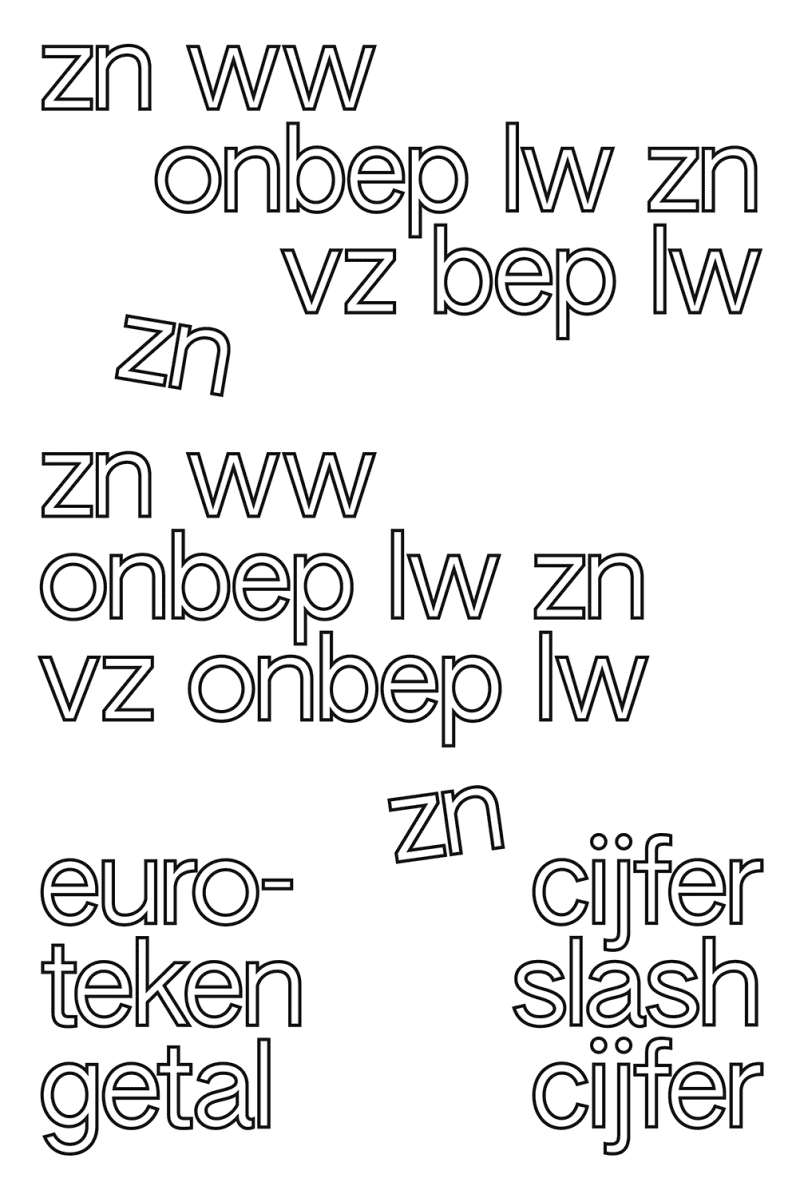 zn ww
onbep lw zn
vz bep lw
zn
zn ww
onbep lw zn
vz onbep lw
zn
euro-
teken
getal
cijfer
slash
cijfer